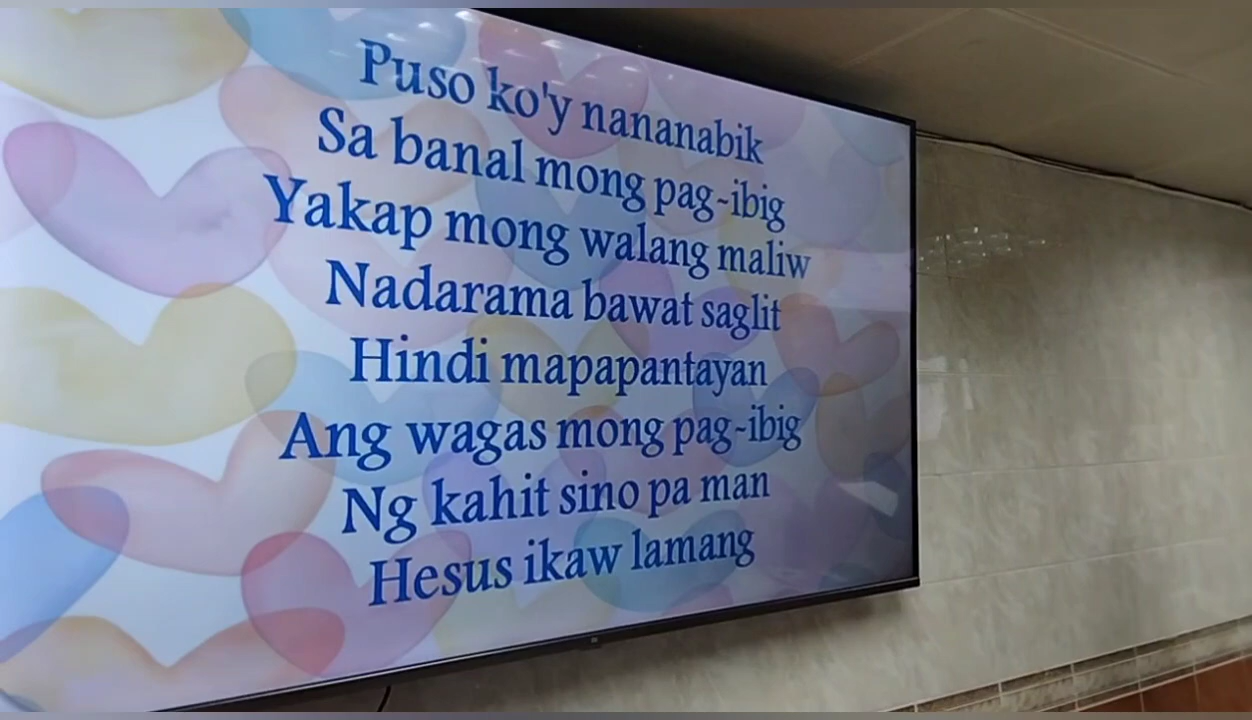 Puso ko'y nananabik
Sa banal mong pag-ibig
Yakap mong walang maliw
Nadarama bawat saglit
Hindi mapapantayan
Ang wagas mong pag-ibig
Ng kahit sino pa man
Hesus ikaw lamang